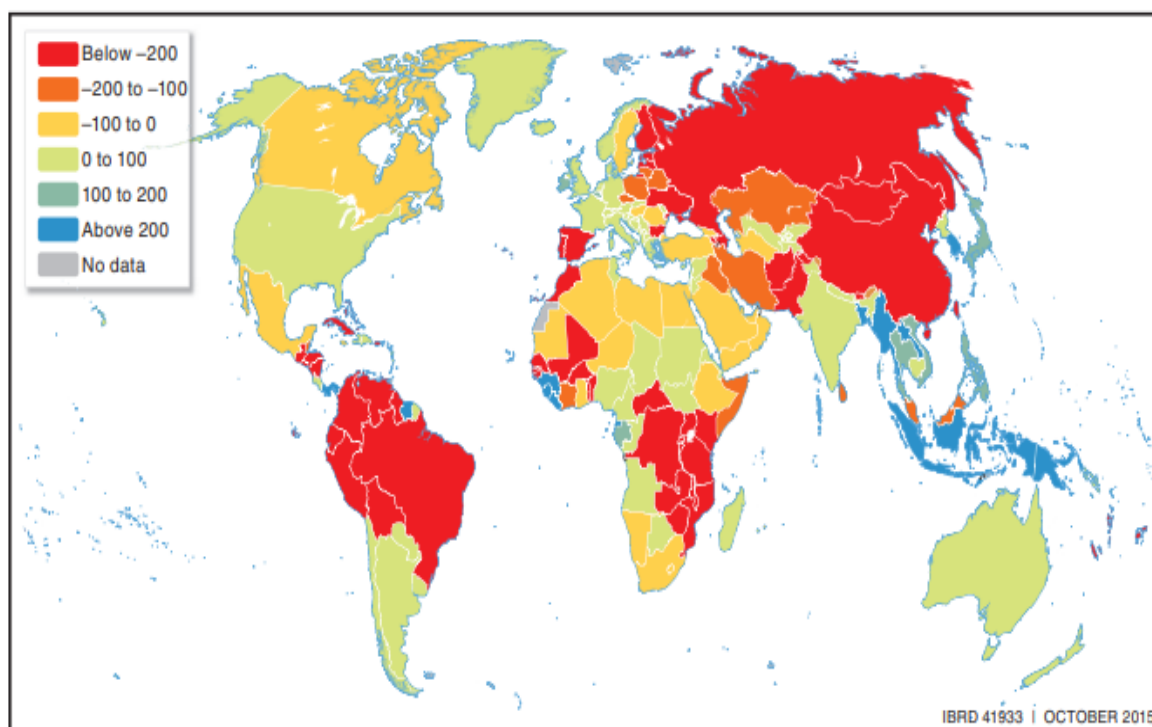 Below –200
–200 to –100
–100 to 0
0 to 100
100 to 200
Above 200
No data
IBRD 41933 | OCTOBER 2015